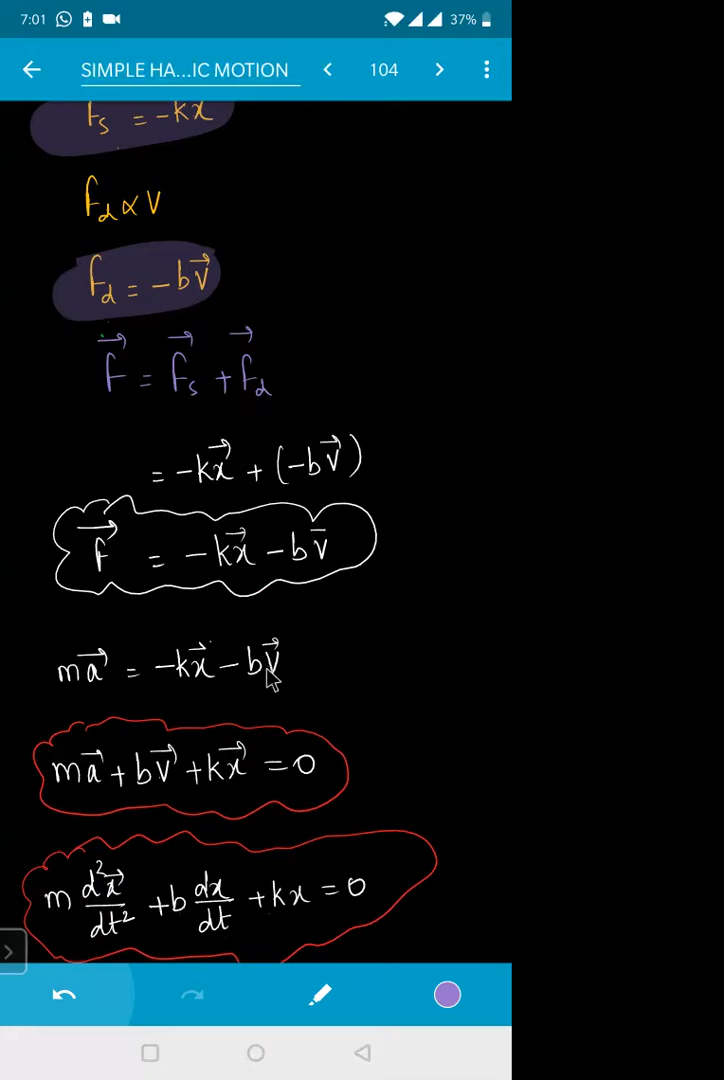 7:01 37%
SIMPLE HA...IC MOTION < 104 >
Fs = -kx
Fd ∝ v
Fd = -bv⃗
F⃗ = F⃗s + F⃗d
= -kx⃗ + (-bv⃗)
F⃗ = -kx⃗ - bv̄
ma⃗ = -kx⃗ - bv⃗
ma⃗ + bv⃗ + kx⃗ = 0
m d²x⃗/dt² + b dx/dt + kx = 0